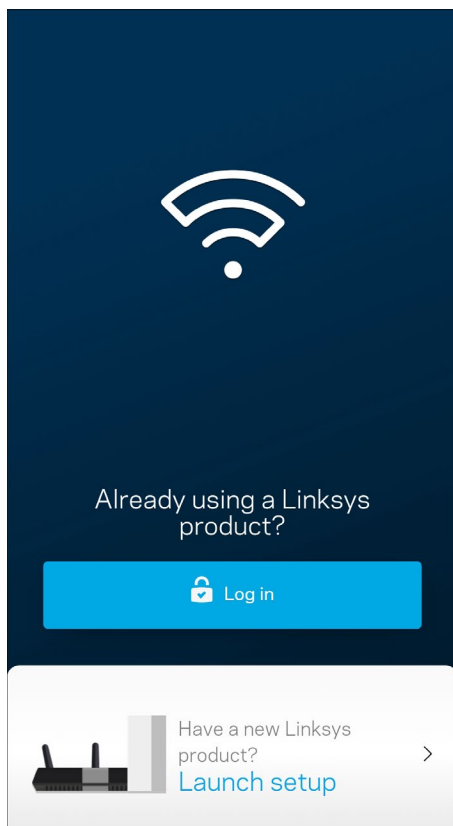 Already using a Linksys
product?
Log in
Have a new Linksys
product?
Launch setup